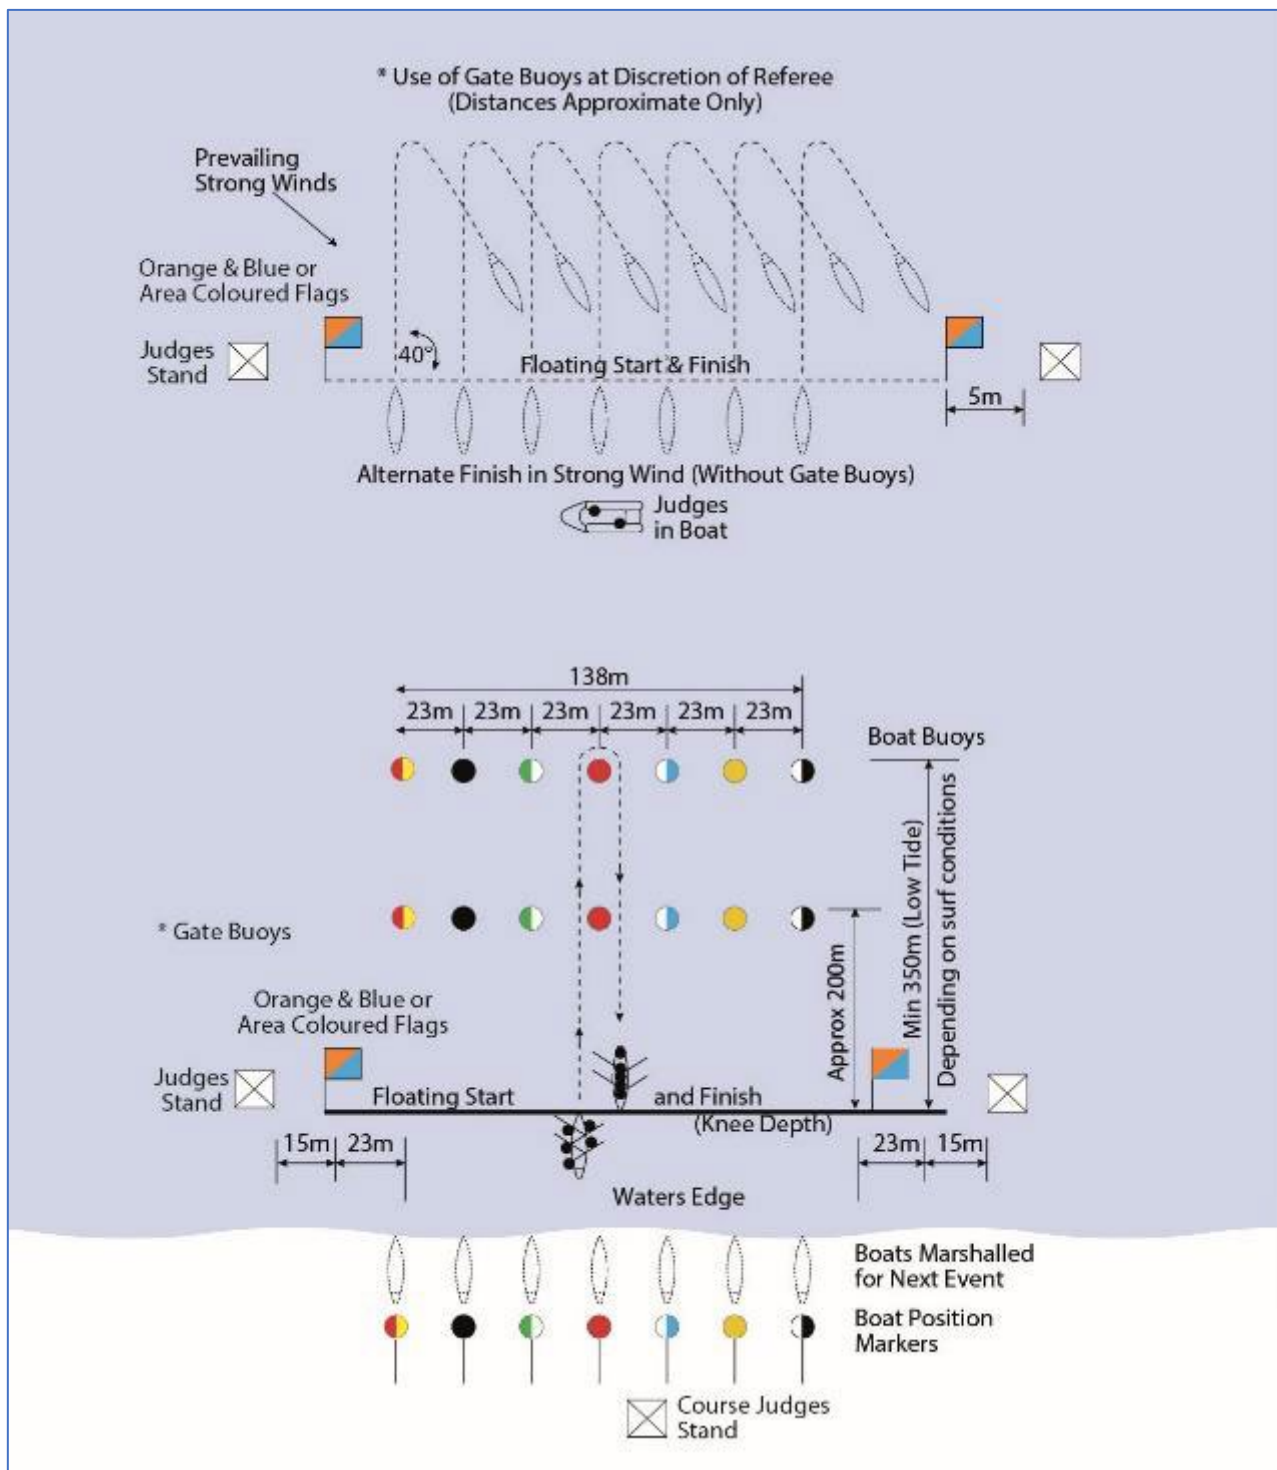 * Use of Gate Buoys at Discretion of Referee
(Distances Approximate Only)
Prevailing
Strong Winds
Orange & Blue or
Area Coloured Flags
Judges
Stand
40°
Floating Start & Finish
5m
Alternate Finish in Strong Wind (Without Gate Buoys)
Judges
in Boat
138m
23m 23m 23m 23m 23m 23m
Boat Buoys
* Gate Buoys
Approx 200m
Min 350m (Low Tide)
Depending on surf conditions
Orange & Blue or
Area Coloured Flags
Judges
Stand
Floating Start and Finish
(Knee Depth)
15m 23m 23m 15m
Waters Edge
Boats Marshalled
for Next Event
Boat Position
Markers
Course Judges
Stand